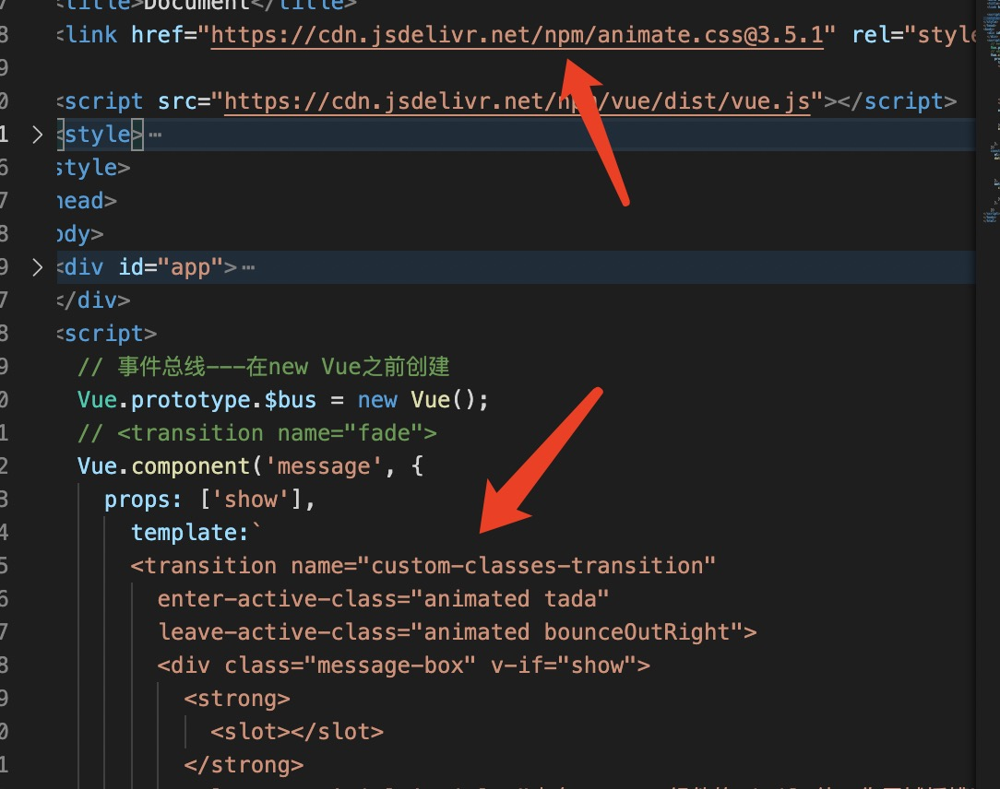 <title>Document</title>
8 <link href="https://cdn.jsdelivr.net/npm/animate.css@3.5.1" rel="style
9
0 <script src="https://cdn.jsdelivr.net/npm/vue/dist/vue.js"></script>
1 <style> ···
6 style>
7 head>
8 ody>
9 <div id="app"> ···
7 </div>
8 <script>
9 // 事件总线---在new Vue之前创建
0 Vue.prototype.$bus = new Vue();
1 // <transition name="fade">
2 Vue.component('message', {
3 props: ['show'],
4 template:`
5 <transition name="custom-classes-transition"
6 enter-active-class="animated tada"
7 leave-active-class="animated bounceOutRight">
8 <div class="message-box" v-if="show">
9 <strong>
0 <slot></slot>
1 </strong>